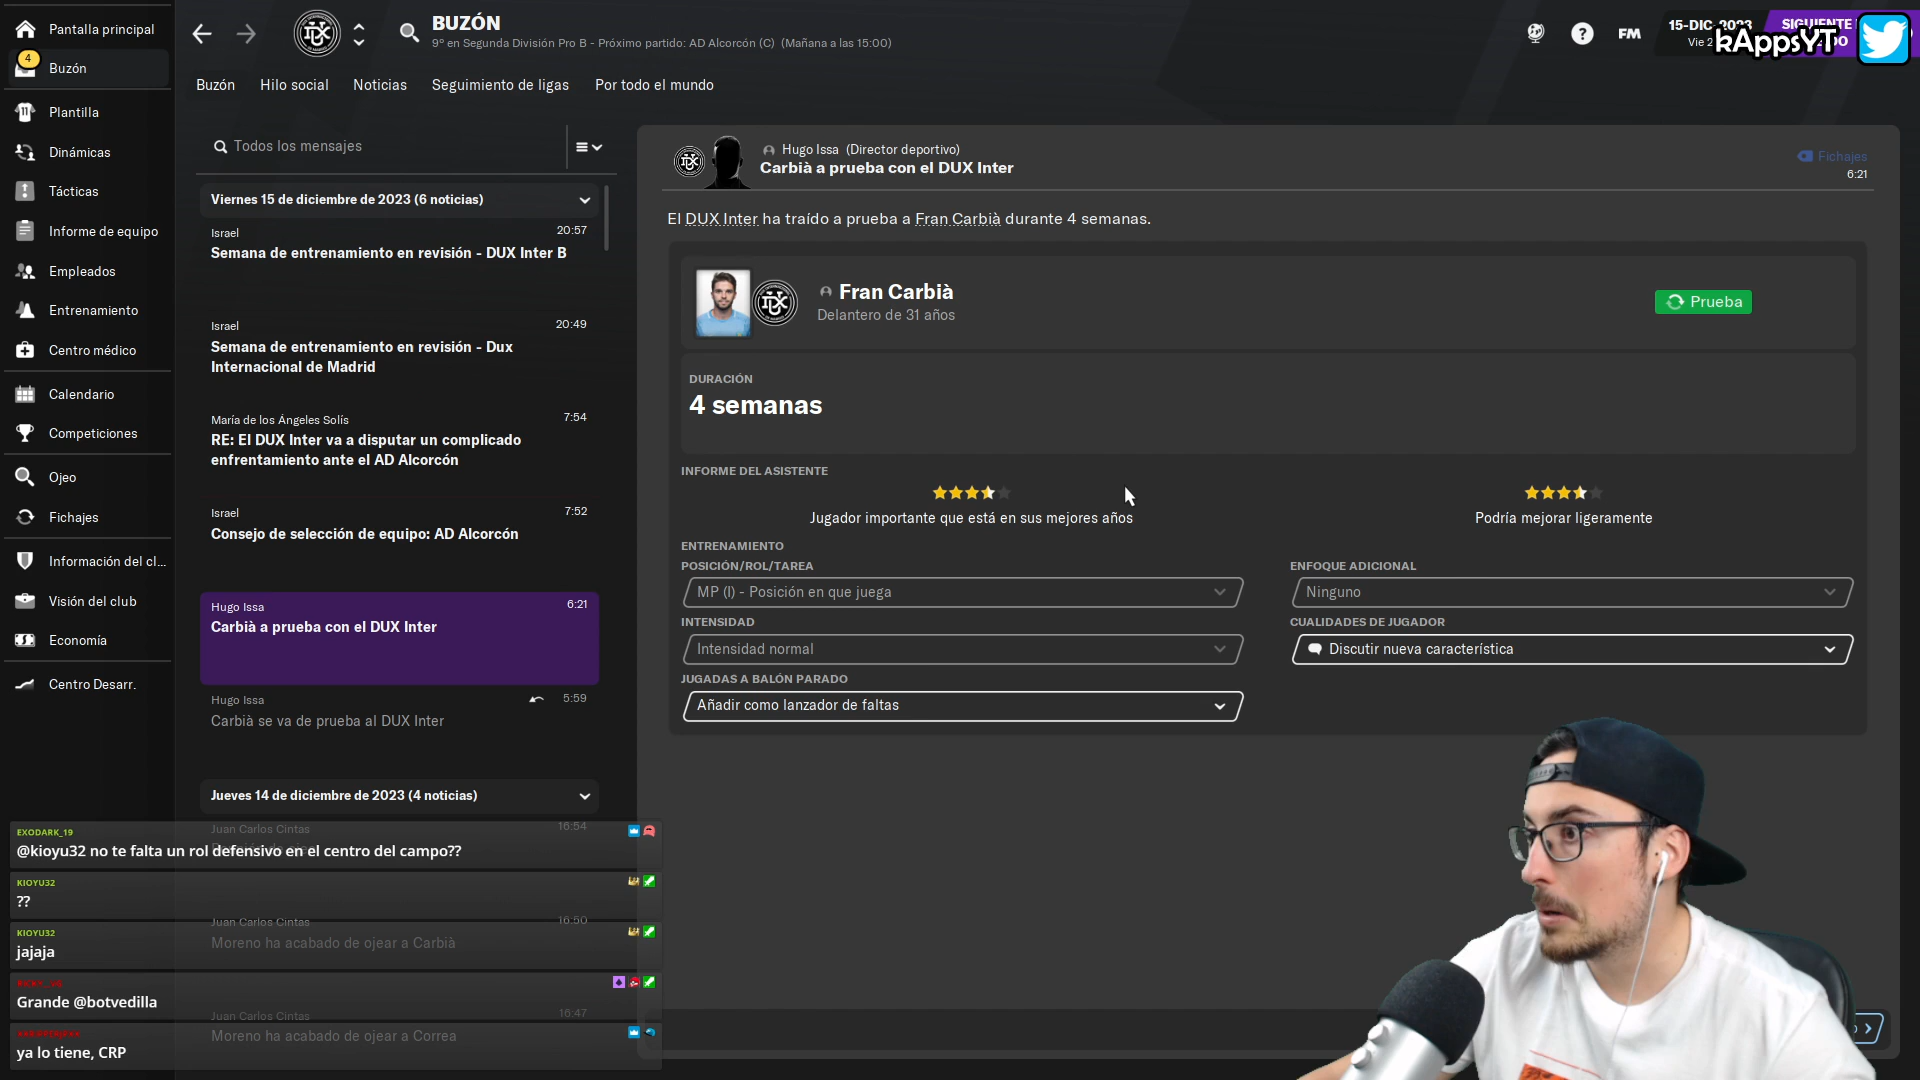 Pantalla principal
4
Buzón
Plantilla
Dinámicas
Tácticas
Informe de equipo
Empleados
Entrenamiento
Centro médico
Calendario
Competiciones
Ojeo
Fichajes
Información del cl...
Visión del club
Economía
Centro Desarr.
BUZÓN
9º en Segunda División Pro B - Próximo partido: AD Alcorcón (C) (Mañana a las 15:00)
FM
15-DIC-2023
Vie
SIGUIENTE
kAppsYT
Buzón
Hilo social
Noticias
Seguimiento de ligas
Por todo el mundo
Todos los mensajes
Viernes 15 de diciembre de 2023 (6 noticias)
Israel
20:57
Semana de entrenamiento en revisión - DUX Inter B
Israel
20:49
Semana de entrenamiento en revisión - Dux
Internacional de Madrid
María de los Ángeles Solís
7:54
RE: El DUX Inter va a disputar un complicado
enfrentamiento ante el AD Alcorcón
Israel
7:52
Consejo de selección de equipo: AD Alcorcón
Hugo Issa
6:21
Carbià a prueba con el DUX Inter
Hugo Issa
5:59
Carbià se va de prueba al DUX Inter
Jueves 14 de diciembre de 2023 (4 noticias)
Juan Carlos Cintas
16:54
EXODARK_19
@kioyu32 no te falta un rol defensivo en el centro del campo??
KIOYU32
??
Juan Carlos Cintas
16:50
KIOYU32
Moreno ha acabado de ojear a Carbià
jajaja
Grande @botvedilla
Juan Carlos Cintas
16:47
Moreno ha acabado de ojear a Correa
ya lo tiene, CRP
Hugo Issa (Director deportivo)
Carbià a prueba con el DUX Inter
Fichajes
6:21
El DUX Inter ha traído a prueba a Fran Carbià durante 4 semanas.
Fran Carbià
Delantero de 31 años
Prueba
DURACIÓN
4 semanas
INFORME DEL ASISTENTE
Jugador importante que está en sus mejores años
Podría mejorar ligeramente
ENTRENAMIENTO
POSICIÓN/ROL/TAREA
MP (I) - Posición en que juega
ENFOQUE ADICIONAL
Ninguno
INTENSIDAD
Intensidad normal
CUALIDADES DE JUGADOR
Discutir nueva característica
JUGADAS A BALÓN PARADO
Añadir como lanzador de faltas